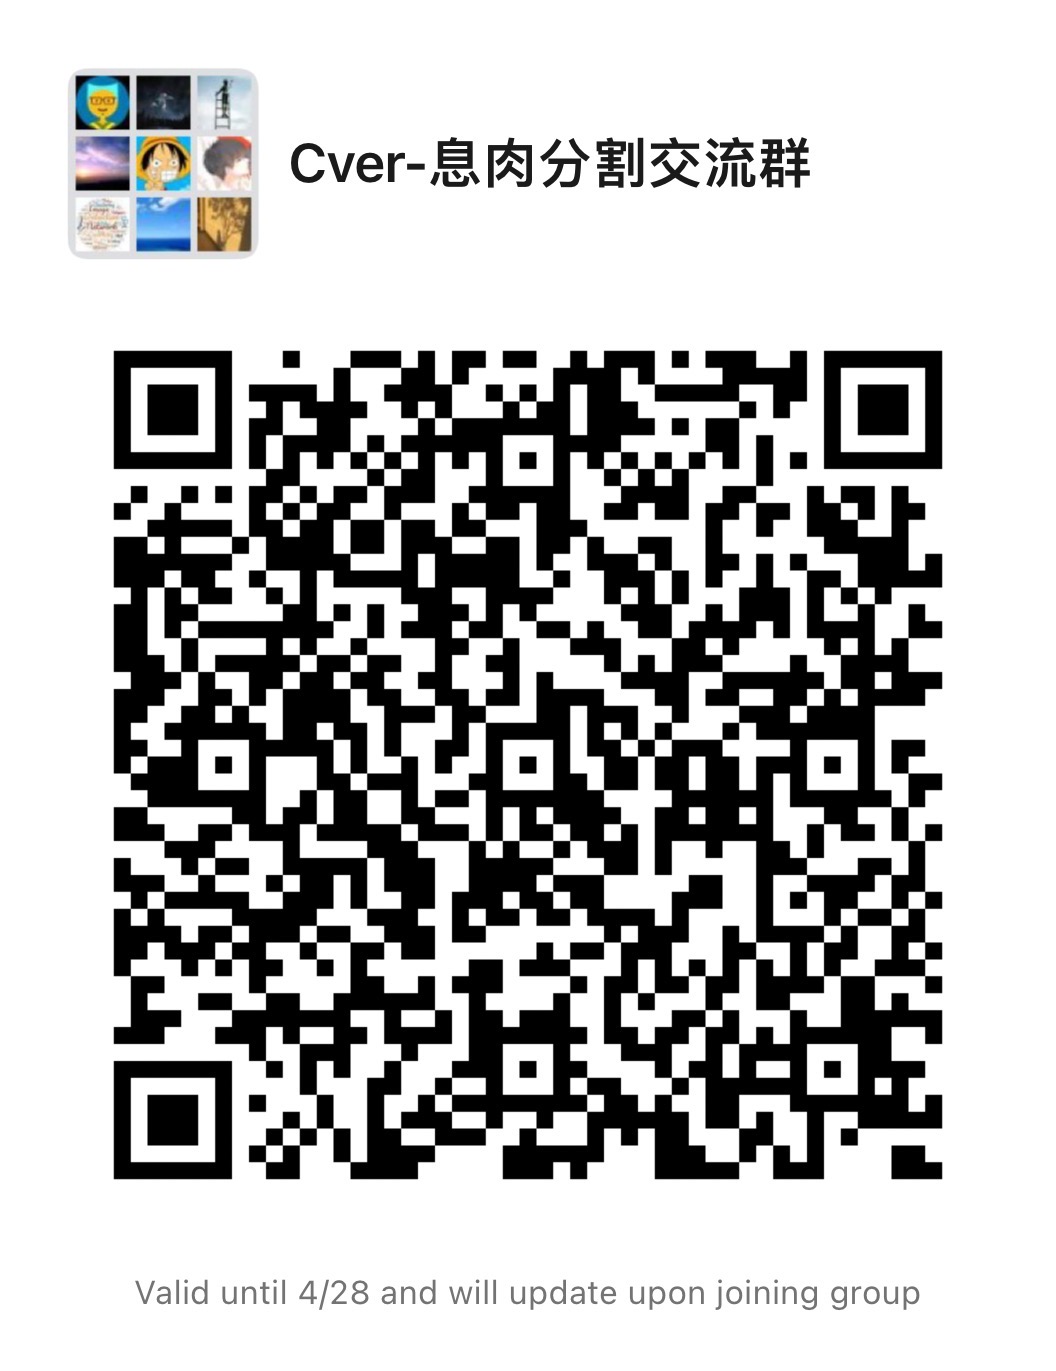 Cver-息肉分割交流群
Valid until 4/28 and will update upon joining group